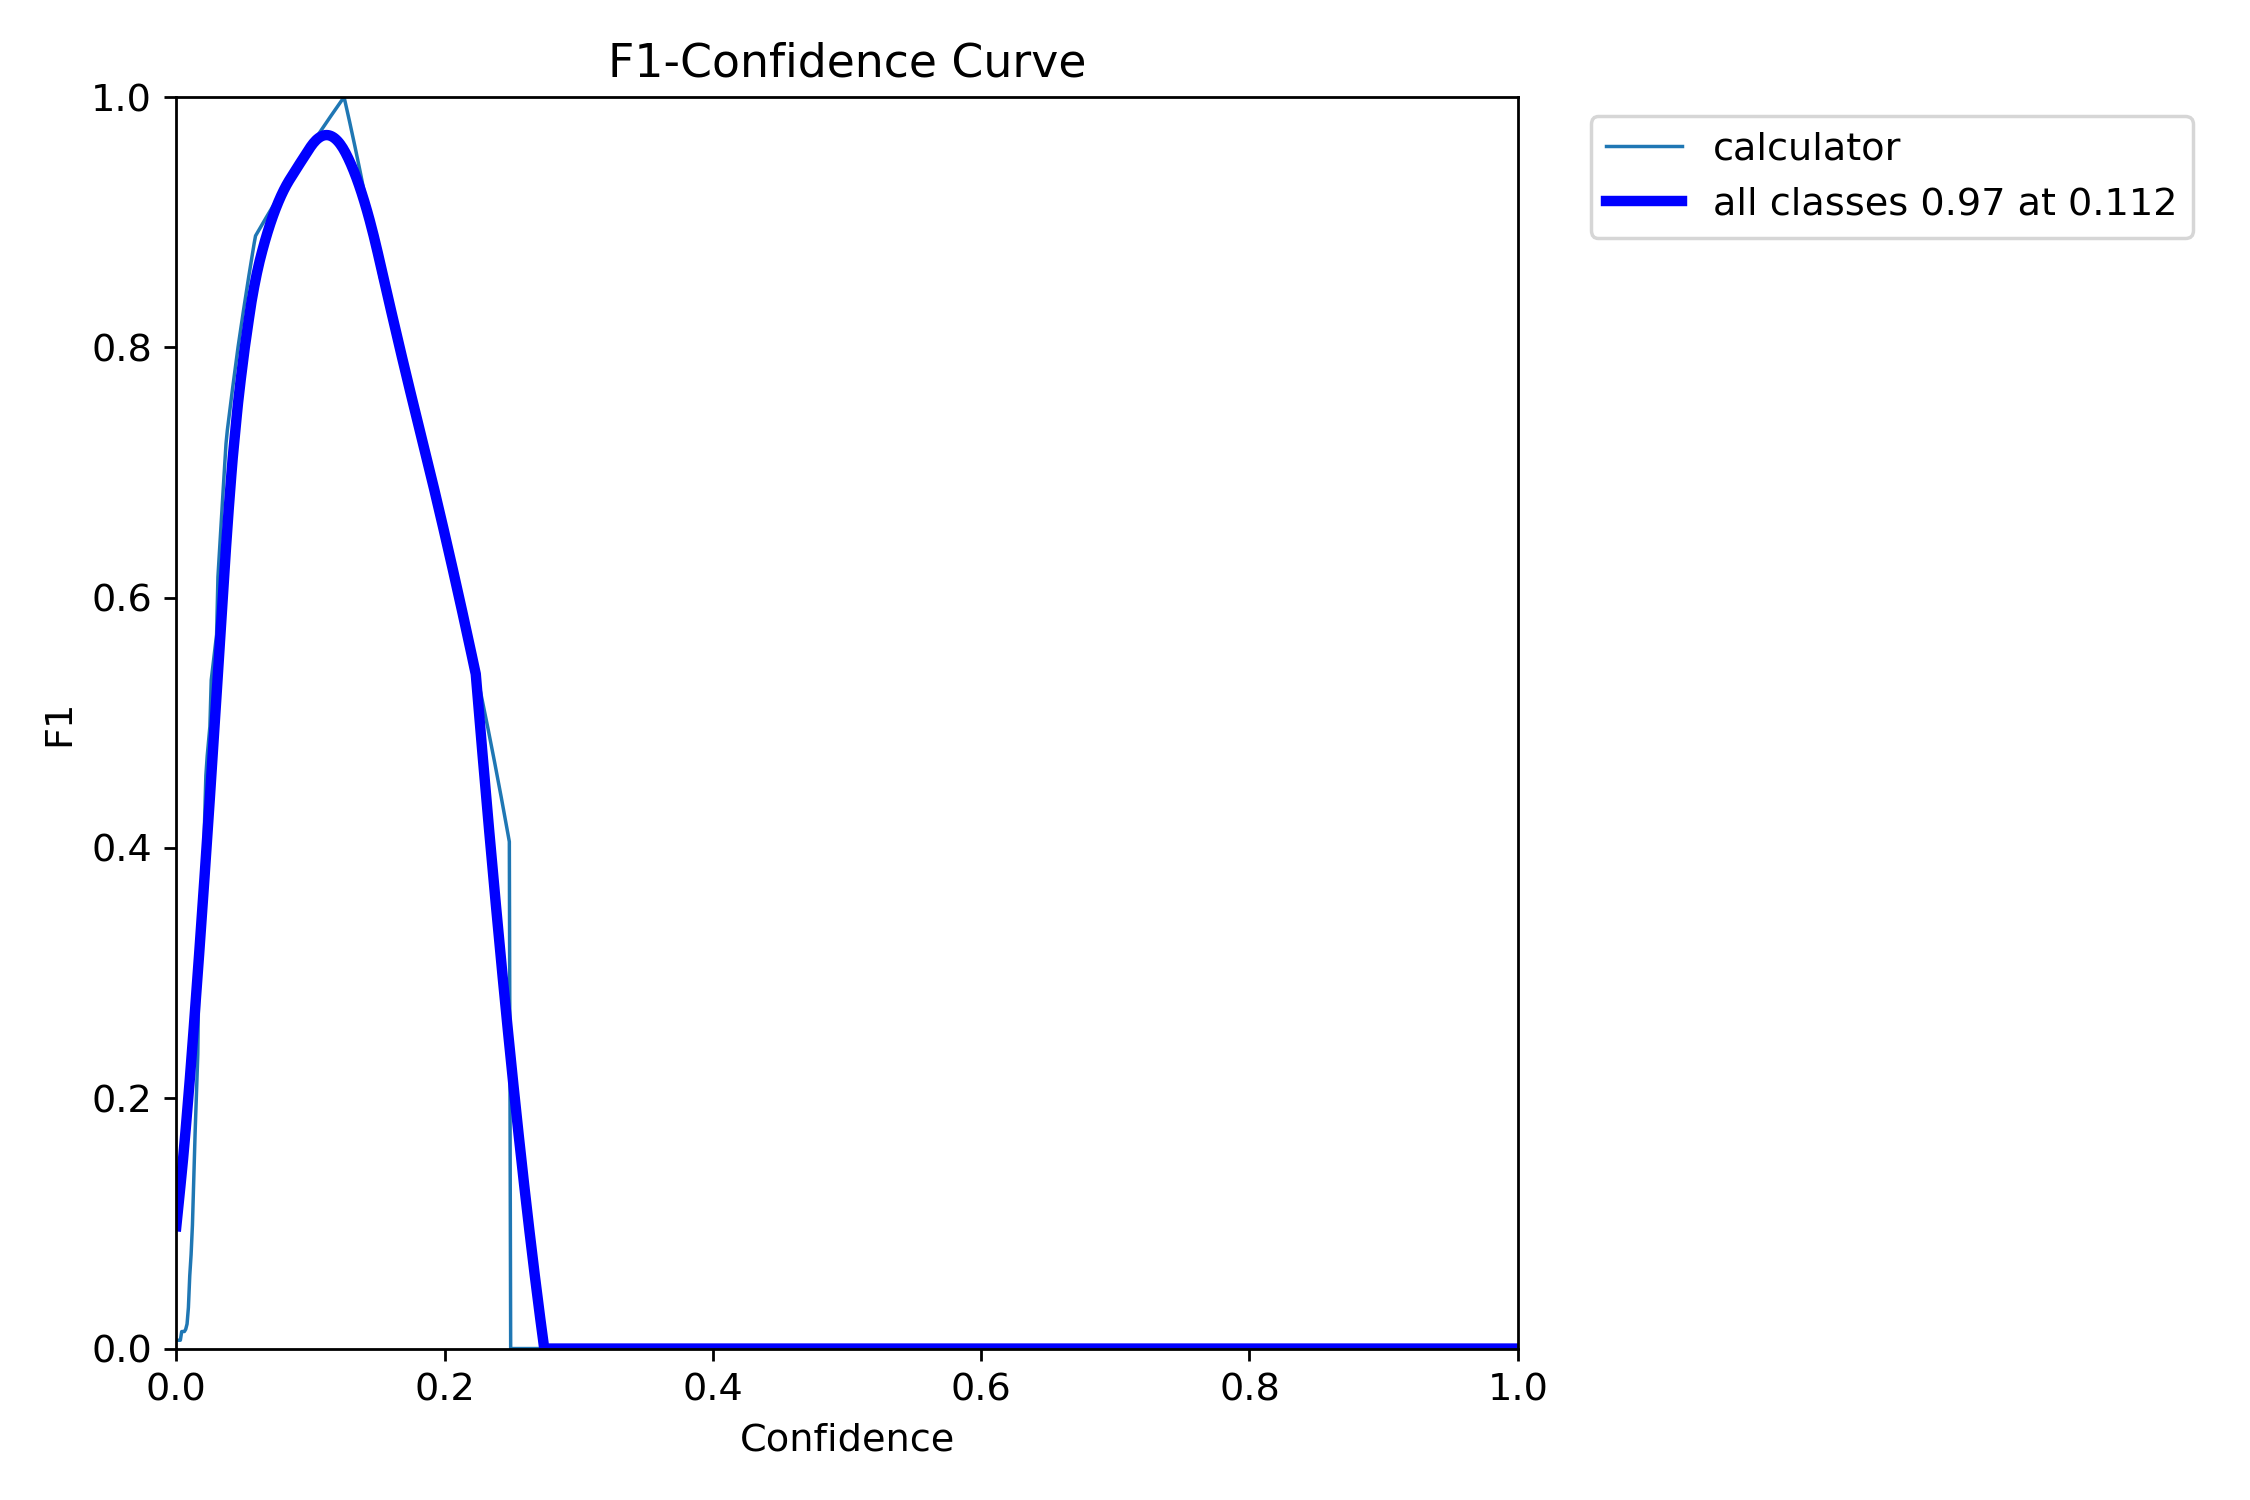 F1-Confidence Curve
calculator
all classes 0.97 at 0.112
1.0
0.8
0.6
0.4
0.2
0.0
F1
0.0 0.2 0.4 0.6 0.8 1.0
Confidence